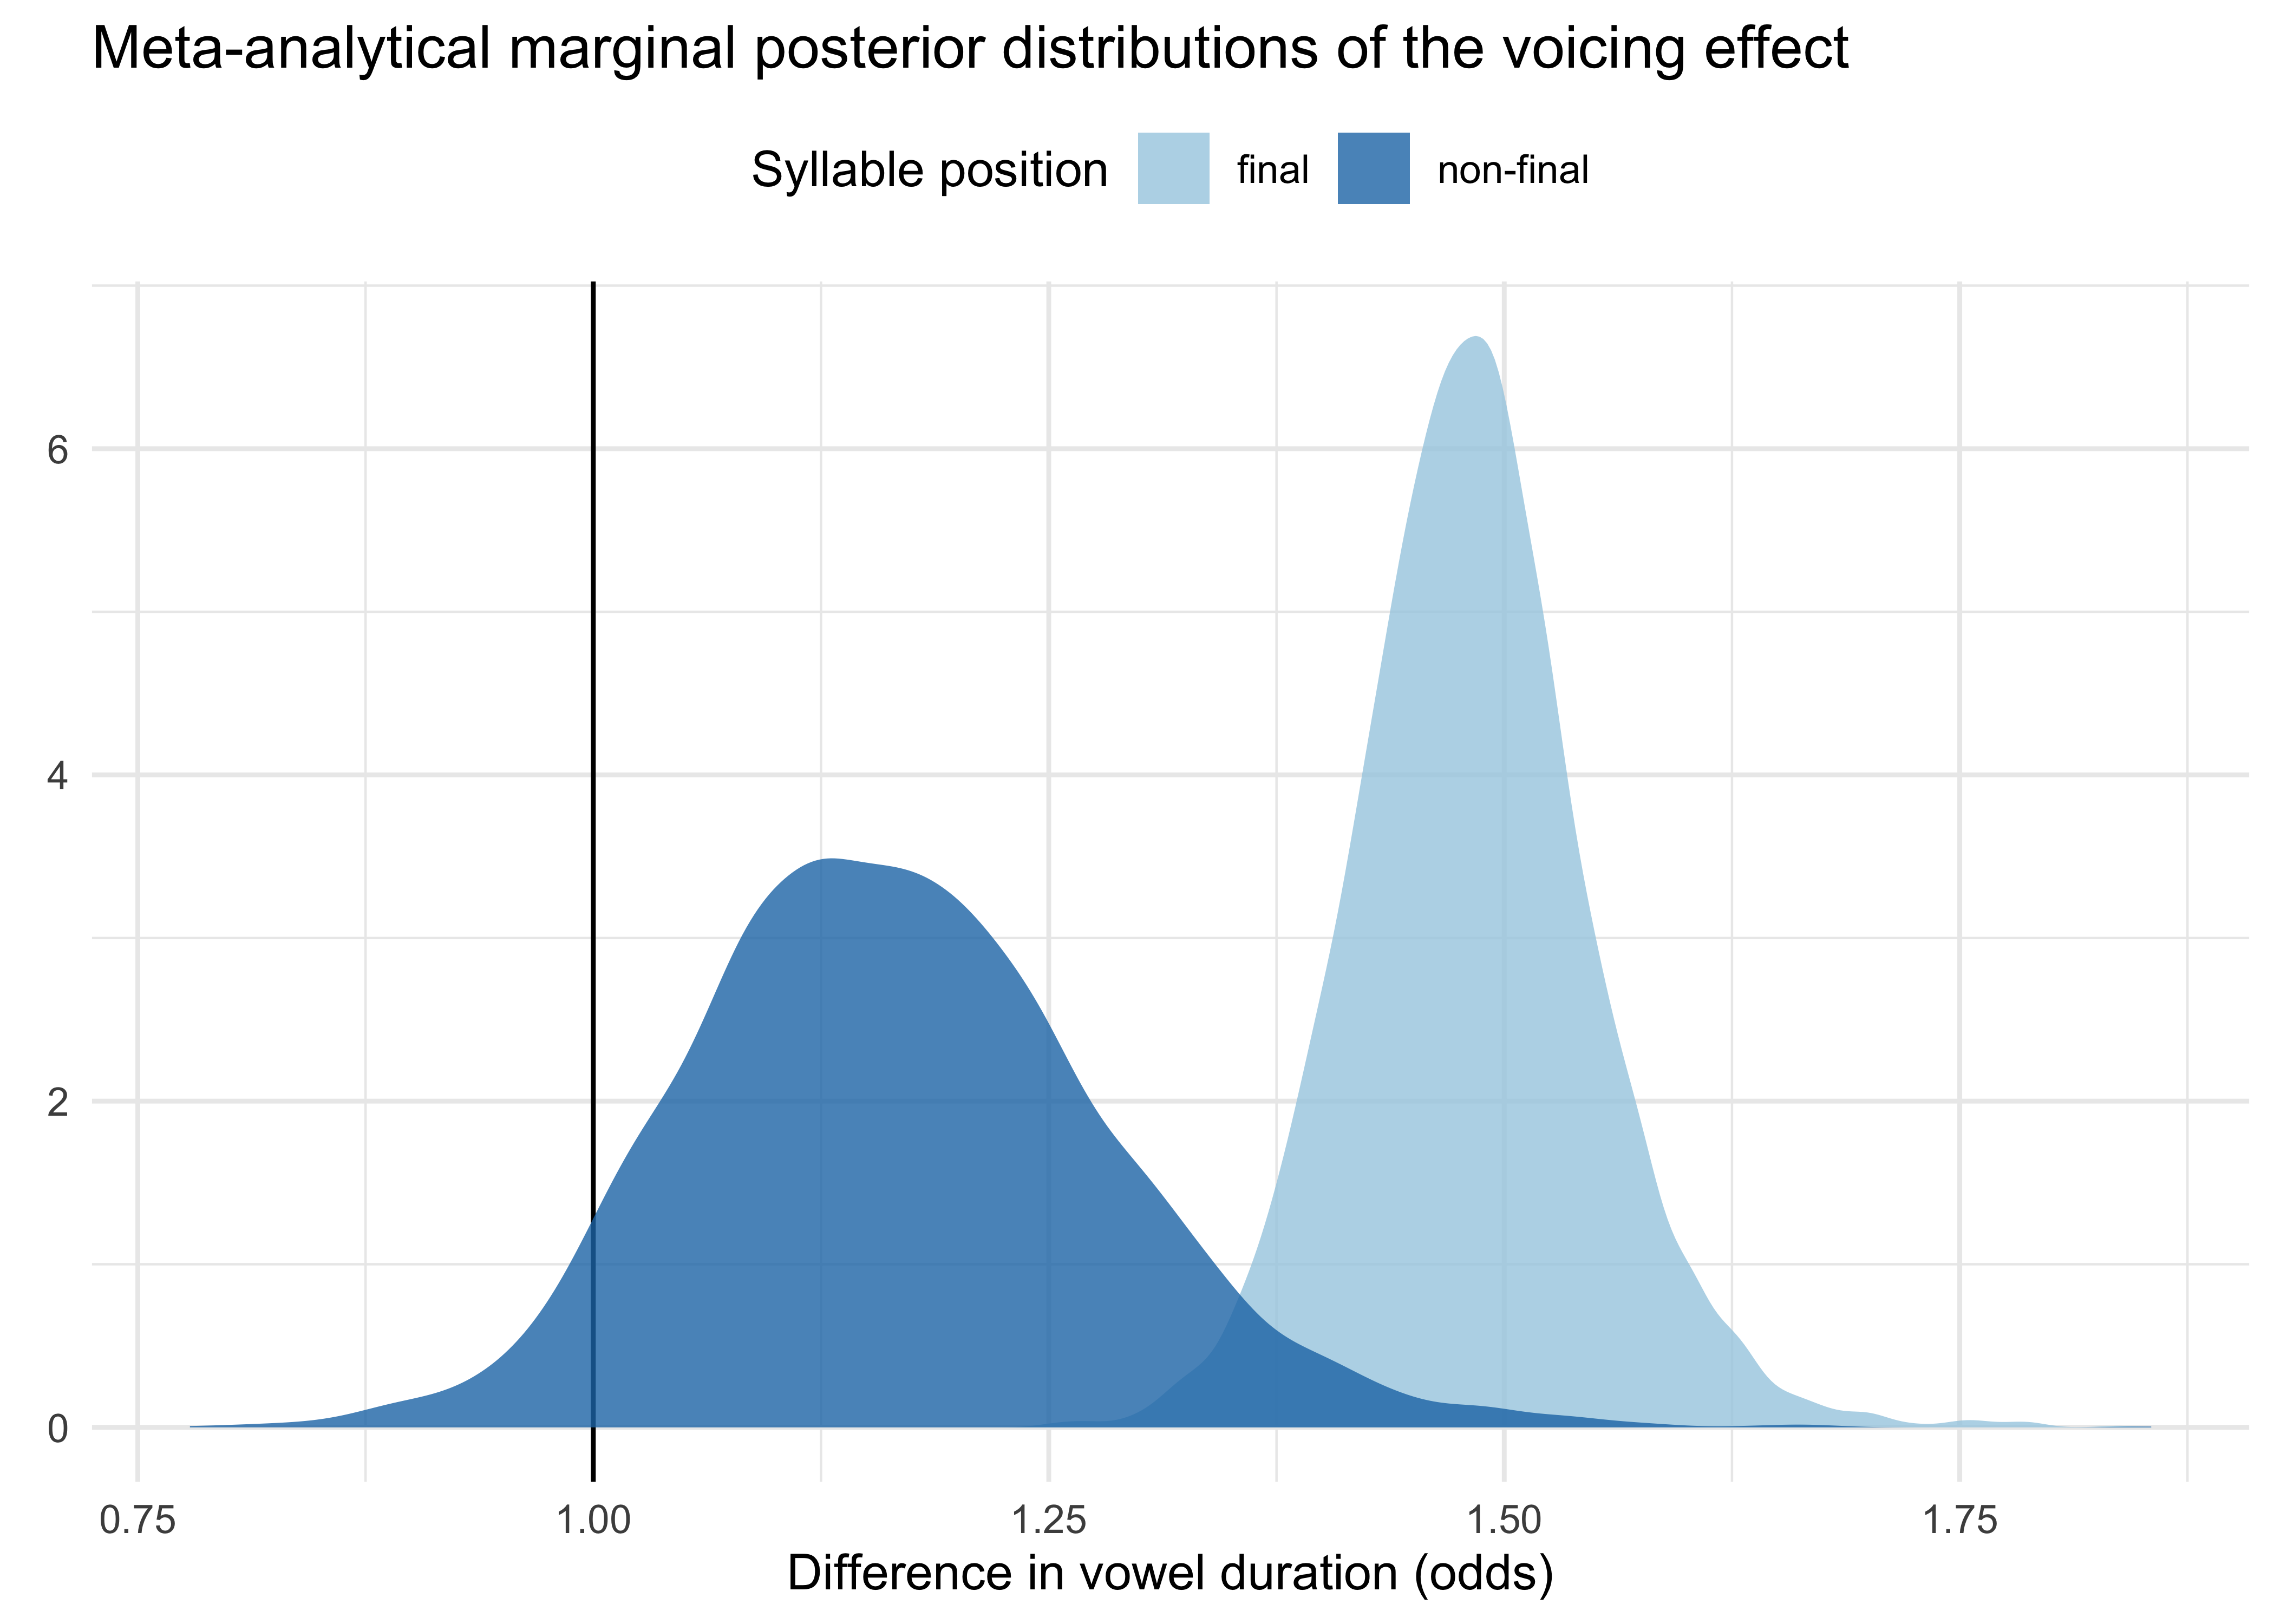 Meta-analytical marginal posterior distributions of the voicing effect
Syllable position final non-final
6
4
2
0
0.75 1.00 1.25 1.50 1.75
Difference in vowel duration (odds)